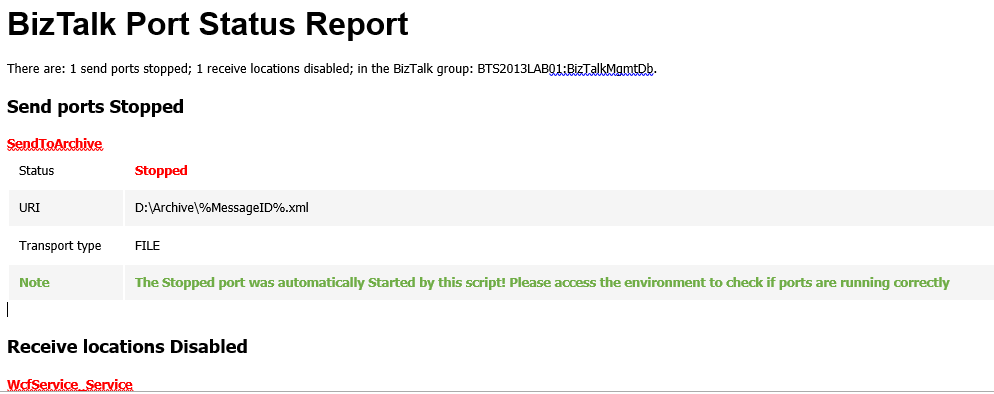 BizTalk Port Status Report
There are: 1 send ports stopped; 1 receive locations disabled; in the BizTalk group: BTS2013LAB01:BizTalkMgmtDb.
Send ports Stopped
SendToArchive
Status Stopped
URI D:\Archive\%MessageID%.xml
Transport type FILE
Note The Stopped port was automatically Started by this script! Please access the environment to check if ports are running correctly
Receive locations Disabled
WcfService_Service